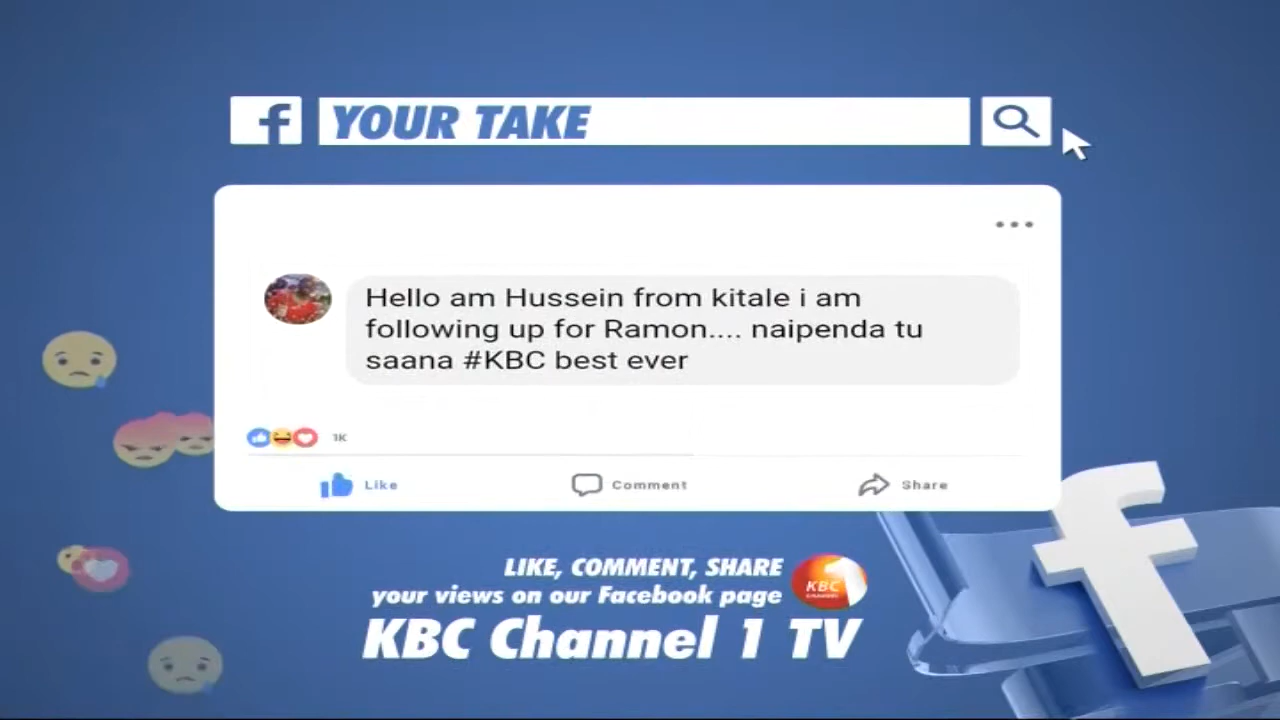 f YOUR TAKE
Hello am Hussein from kitale i am
following up for Ramon.... naipenda tu
saana #KBC best ever
1K
Like Comment Share
LIKE, COMMENT, SHARE
your views on our Facebook page
KBC
KBC Channel 1 TV